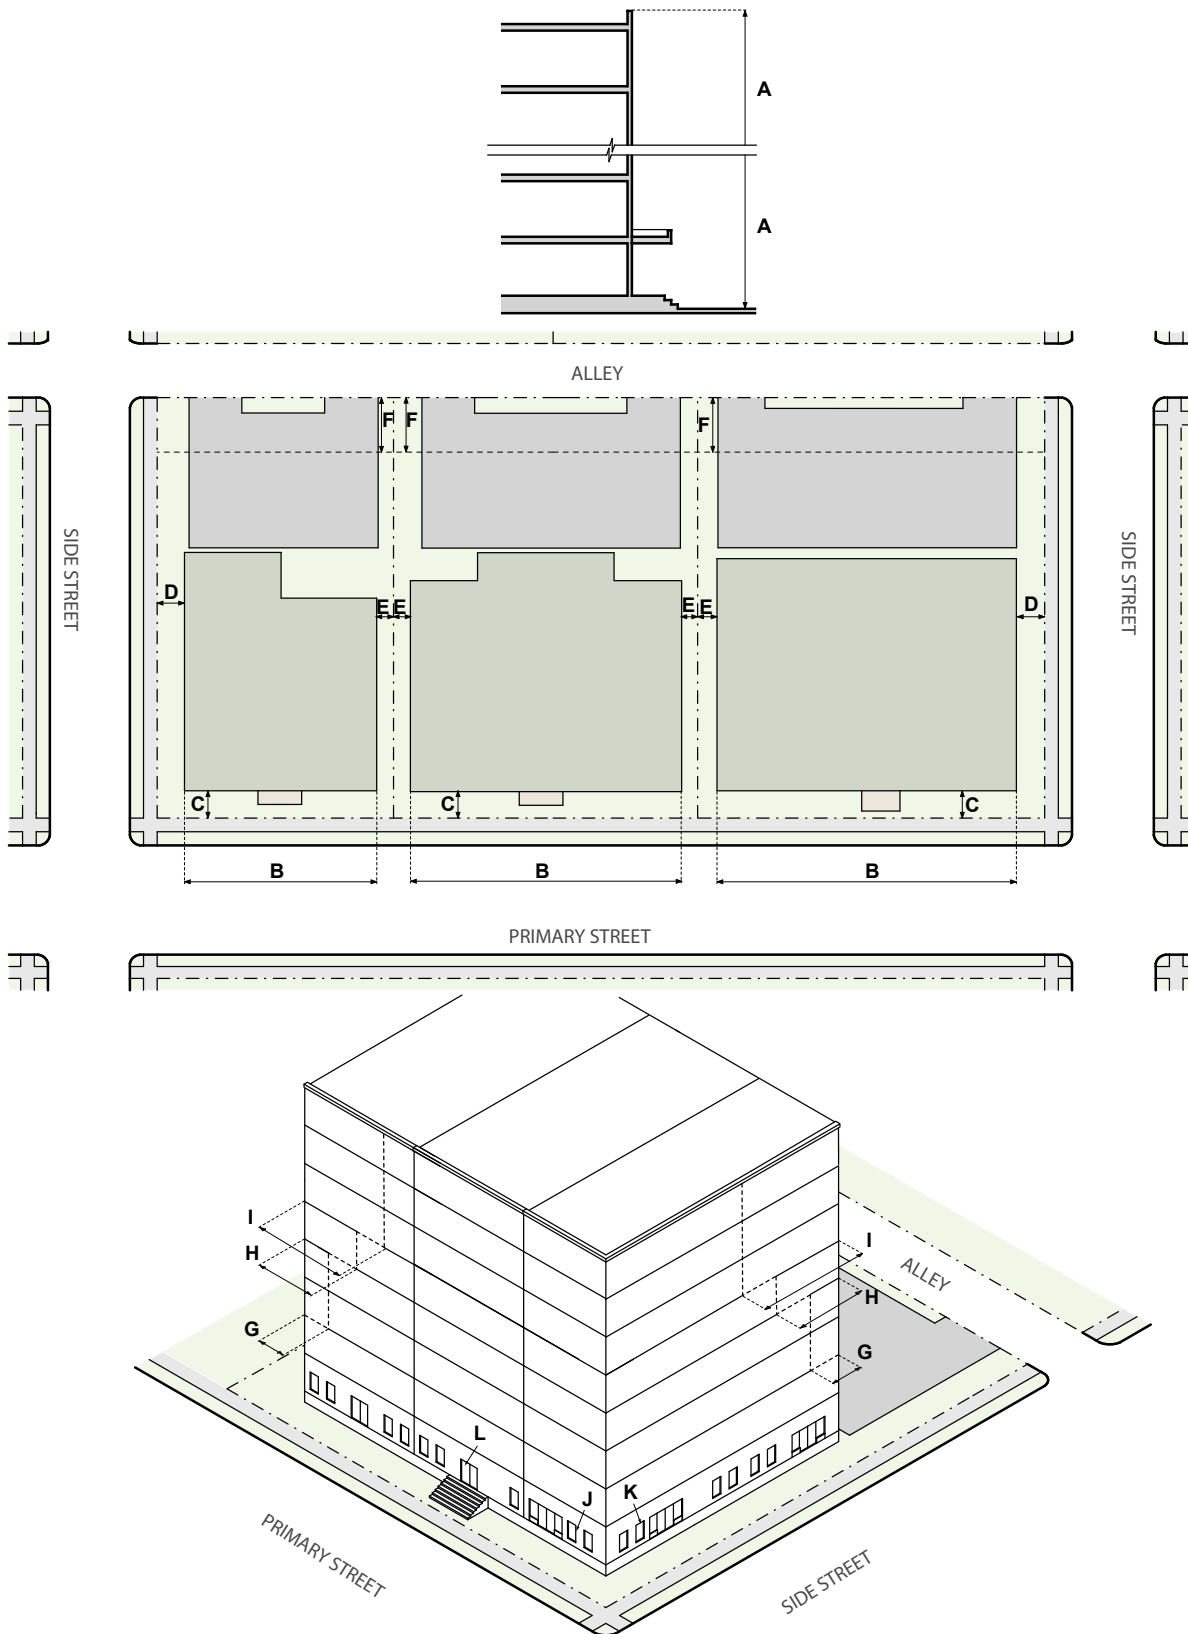 A
A
ALLEY
F F F
SIDE STREET
SIDE STREET
D E E E E D
C C C
B B B
PRIMARY STREET
I
H
G
I
H
G
ALLEY
L
J K
PRIMARY STREET
SIDE STREET